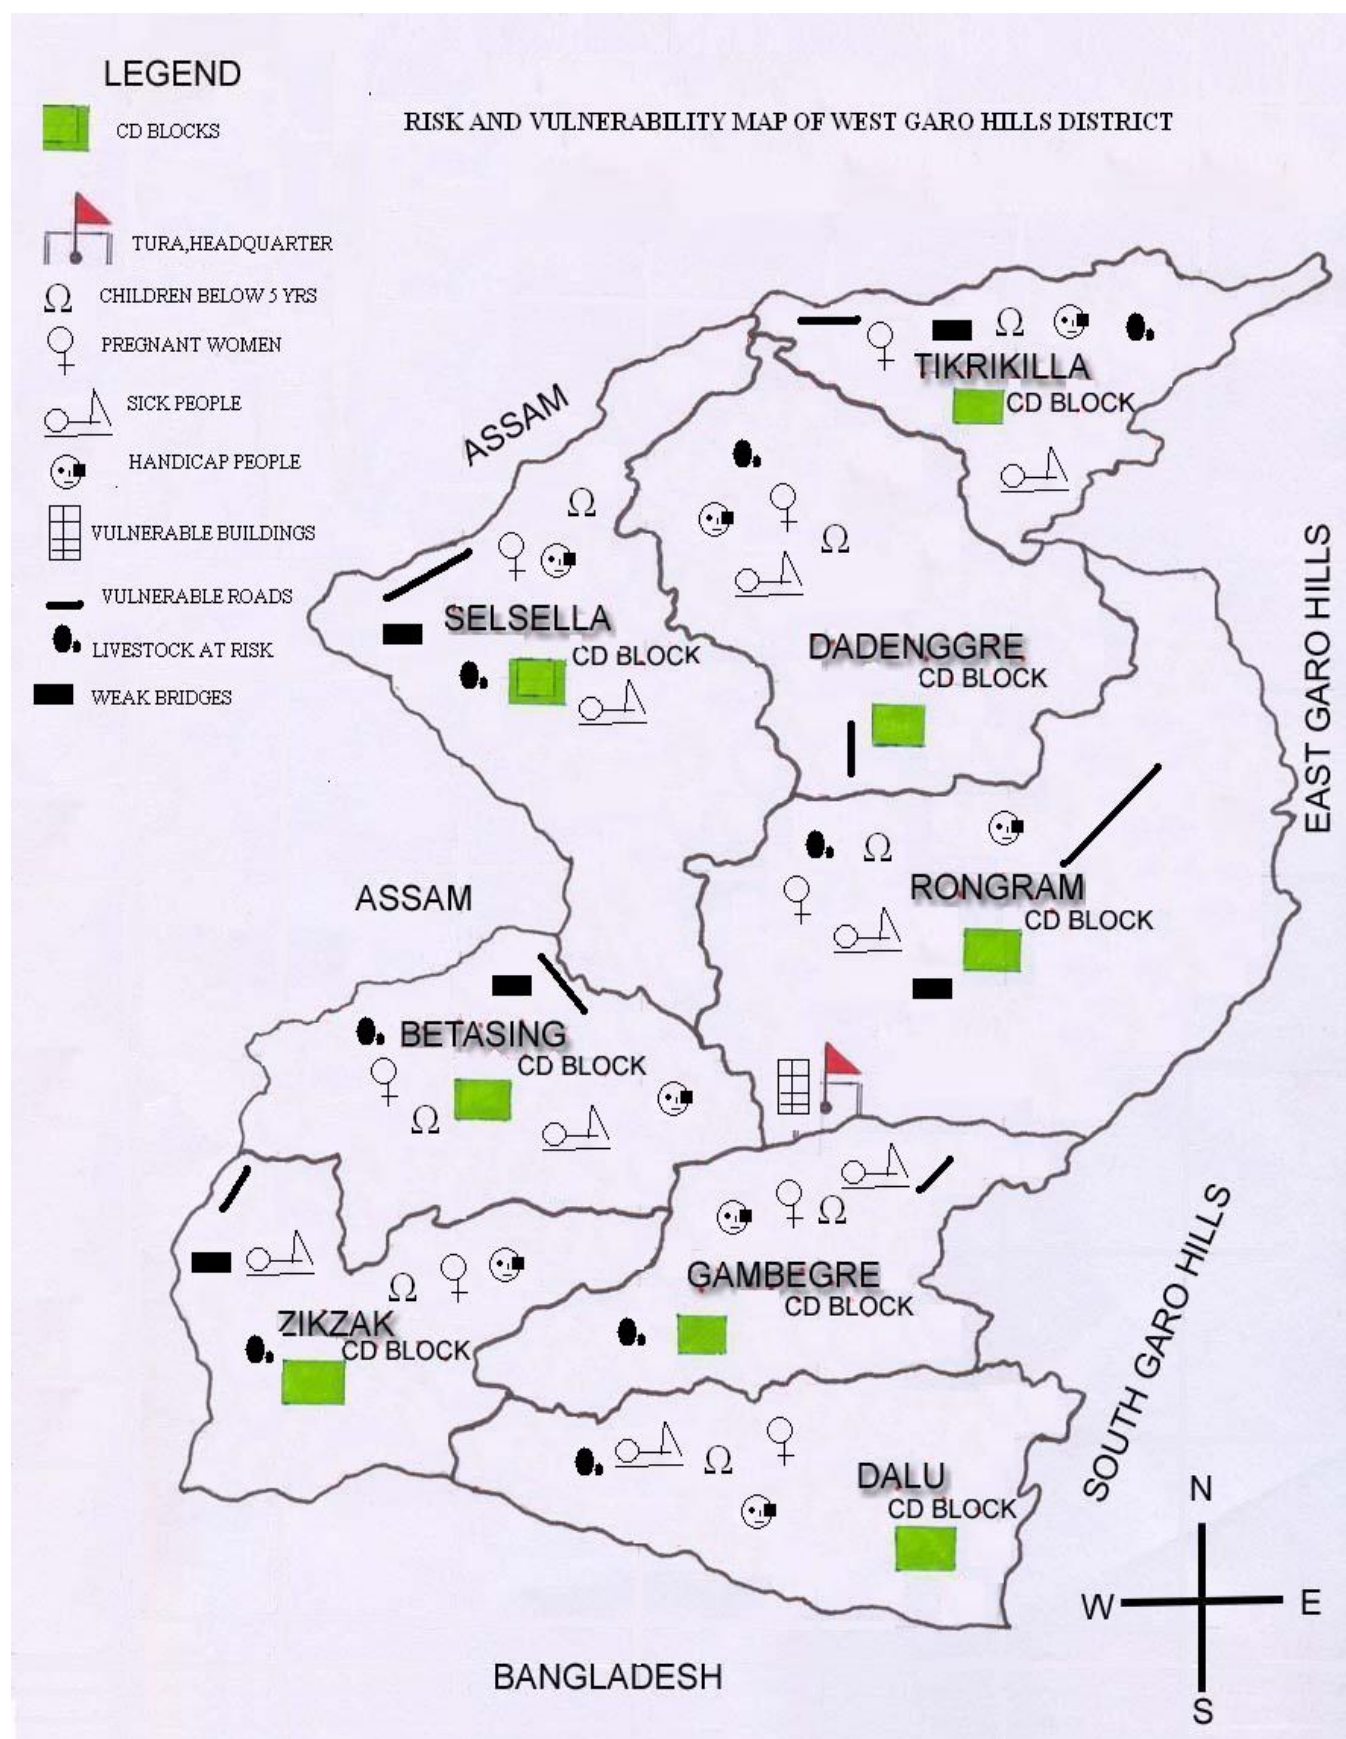 LEGEND
CD BLOCKS
RISK AND VULNERABILITY MAP OF WEST GARO HILLS DISTRICT
TURA,HEADQUARTER
CHILDREN BELOW 5 YRS
PREGNANT WOMEN
SICK PEOPLE
HANDICAP PEOPLE
VULNERABLE BUILDINGS
VULNERABLE ROADS
LIVESTOCK AT RISK
WEAK BRIDGES
TIKRIKILLA
CD BLOCK
ASSAM
SELSELLA
CD BLOCK
DADENGGRE
CD BLOCK
EAST GARO HILLS
ASSAM
RONGRAM
CD BLOCK
BETASING
CD BLOCK
GAMBEGRE
CD BLOCK
ZIKZAK
CD BLOCK
SOUTH GARO HILLS
DALU
CD BLOCK
N
W E
S
BANGLADESH